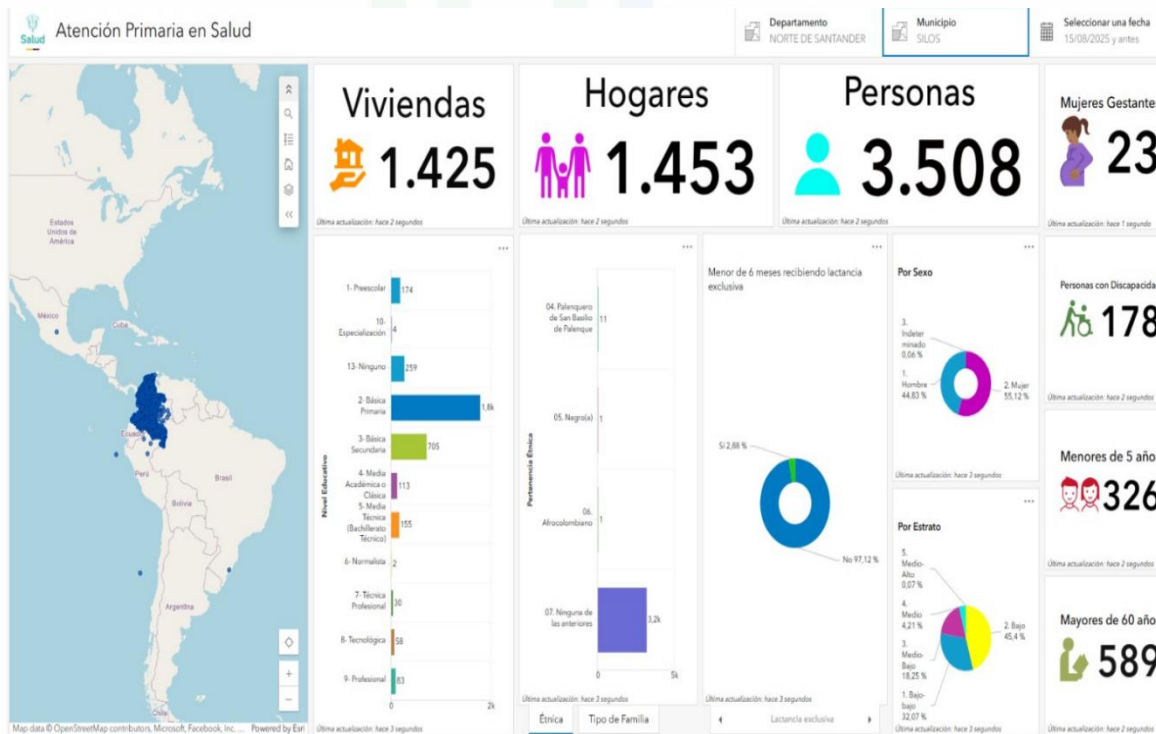 Salud
Atención Primaria en Salud
Departamento
NORTE DE SANTANDER
Municipio
SILOS
Seleccionar una fecha
15/08/2025 y antes
Estados
Unidos de
América
México
Cuba
Ecuador
Perú
Brasil
Bolivia
Argentina
Chile
Map data © OpenStreetMap contributors, Microsoft, Facebook, Inc. ... Powered by Esri
Viviendas
1.425
Última actualización: hace 2 segundos
Hogares
1.453
Última actualización: hace 2 segundos
Personas
3.508
Última actualización: hace 2 segundos
Mujeres Gestantes
23
Última actualización: hace 1 segundo
Nivel Educativo
1- Preescolar
174
10-
Especialización
4
13- Ninguno
259
2- Básica
Primaria
1,8k
3- Básica
Secundaria
705
4- Media
Académica o
Clásica
113
5- Media
Técnica
(Bachillerato
Técnico)
155
6- Normalista
2
7- Técnica
Profesional
30
8- Tecnológica
58
9- Profesional
83
0
2k
Última actualización: hace 3 segundos
Pertenencia Étnica
04. Palenquero
de San Basilio
de Palenque
11
05. Negro(a)
1
06.
Afrocolombiano
1
07. Ninguna de
las anteriores
3,2k
0
5k
Última actualización: hace 3 segundos
Étnica
Tipo de Familia
Menor de 6 meses recibiendo lactancia
exclusiva
Sí 2,88 %
No 97,12 %
Última actualización: hace 3 segundos
Lactancia exclusiva
Por Sexo
3.
Indeter
minado
0,06 %
1.
Hombre
44,83 %
2. Mujer
55,12 %
Última actualización: hace 3 segundos
Por Estrato
5.
Medio-
Alto
0,07 %
4.
Medio
4,21 %
3.
Medio-
Bajo
18,25 %
1. Bajo-
bajo
32,07 %
2. Bajo
45,4 %
Última actualización: hace 3 segundos
Personas con Discapacida
178
Última actualización: hace 2 segundos
Menores de 5 año
326
Última actualización: hace 2 segundos
Mayores de 60 año
589
Última actualización: hace 2 segundos